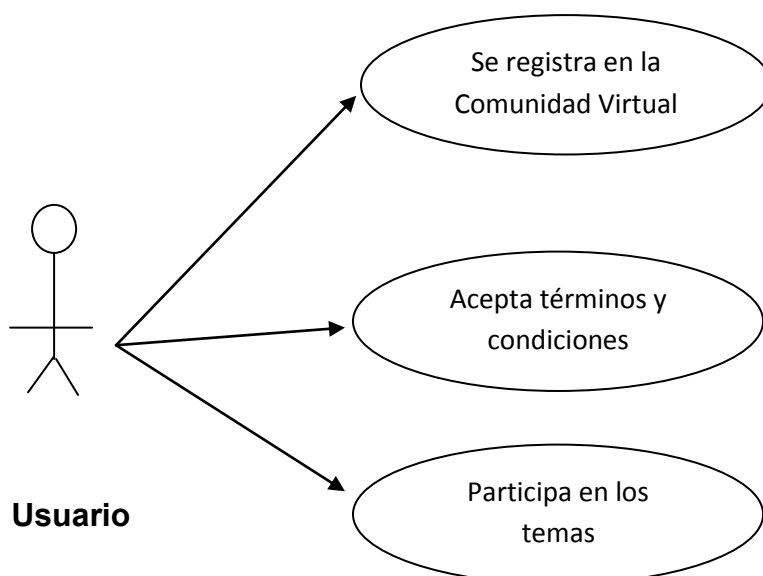 Se registra en la
Comunidad Virtual
Acepta términos y
condiciones
Participa en los
temas
Usuario